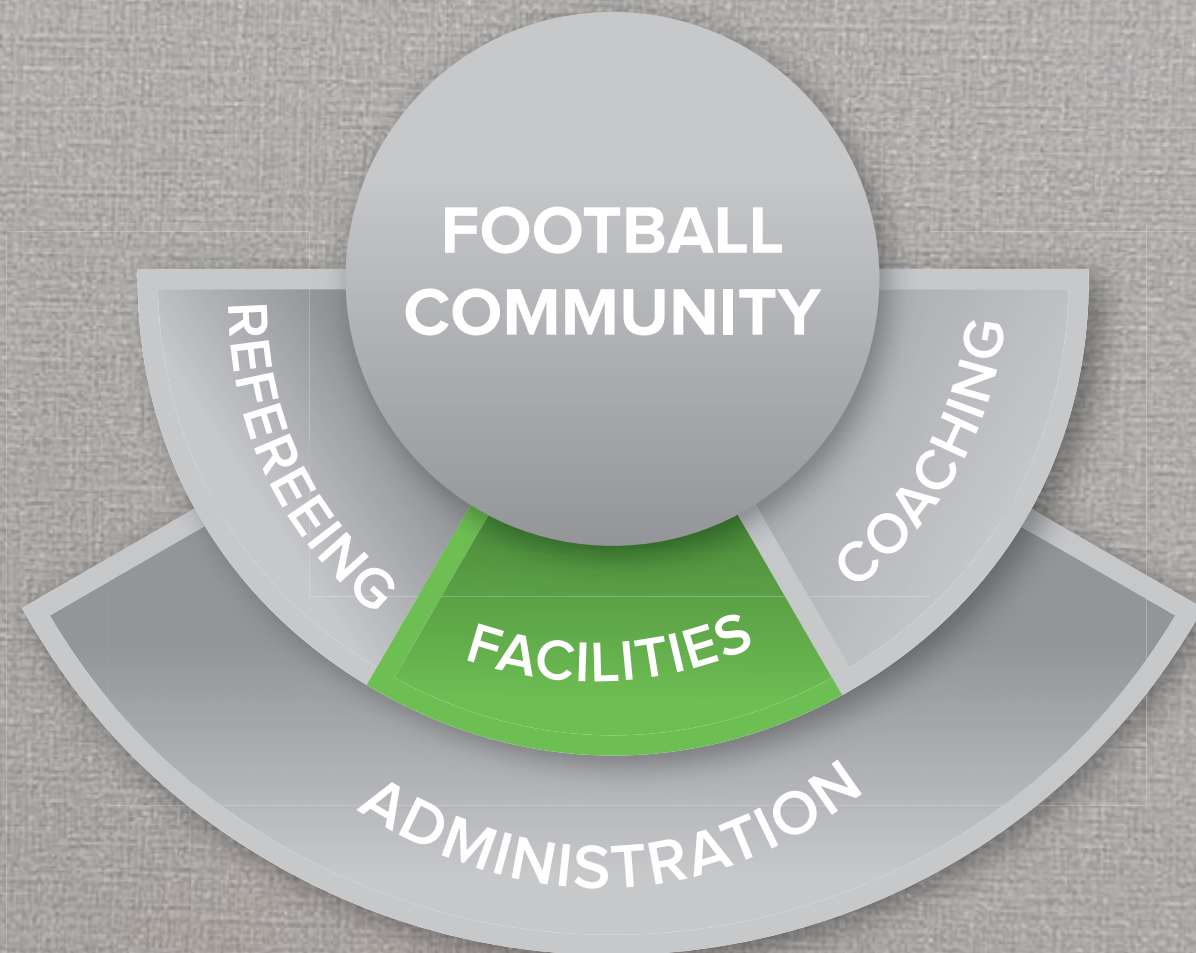 FOOTBALL
COMMUNITY
REFEREEING
FACILITIES
COACHING
ADMINISTRATION